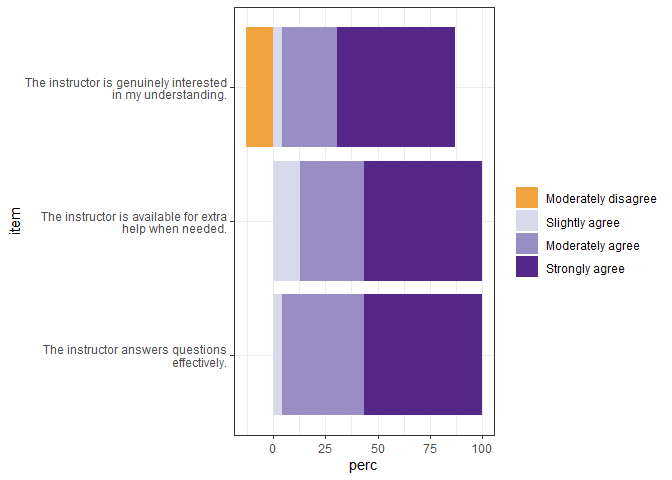 The instructor is genuinely interested
in my understanding.
The instructor is available for extra
help when needed.
The instructor answers questions
effectively.
item
0 25 50 75 100
perc
Moderately disagree
Slightly agree
Moderately agree
Strongly agree